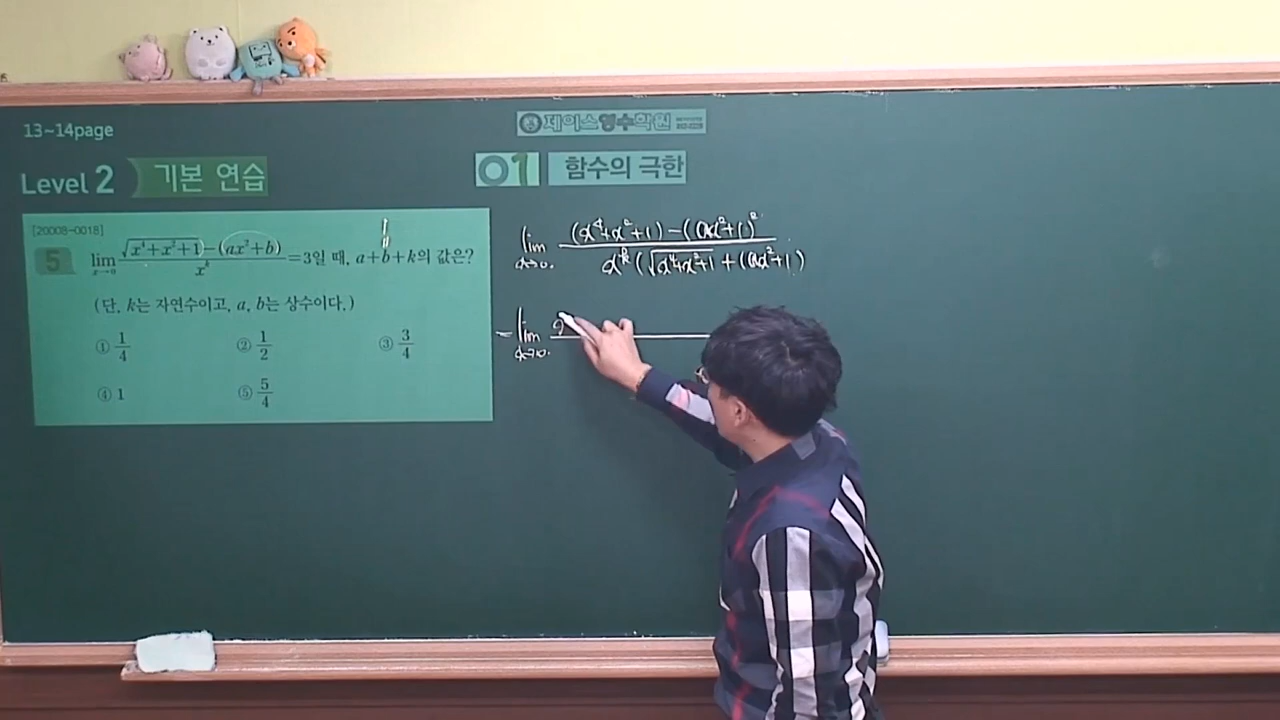 13~14page
제이스영수학원
Level 2 기본 연습
01 함수의 극한
[20008-0018]
5 lim x→0 (√(x⁴+x²+1)-(ax²+b))/x^k =3일 때, a+b+k의 값은?
(단, k는 자연수이고, a, b는 상수이다.)
① 1/4 ② 1/2 ③ 3/4
④ 1 ⑤ 5/4
1
lim x→0 ((x⁴+x²+1)-(ax²+1)²)/(x^k(√(x⁴+x²+1)+(ax²+1)))
= lim x→0